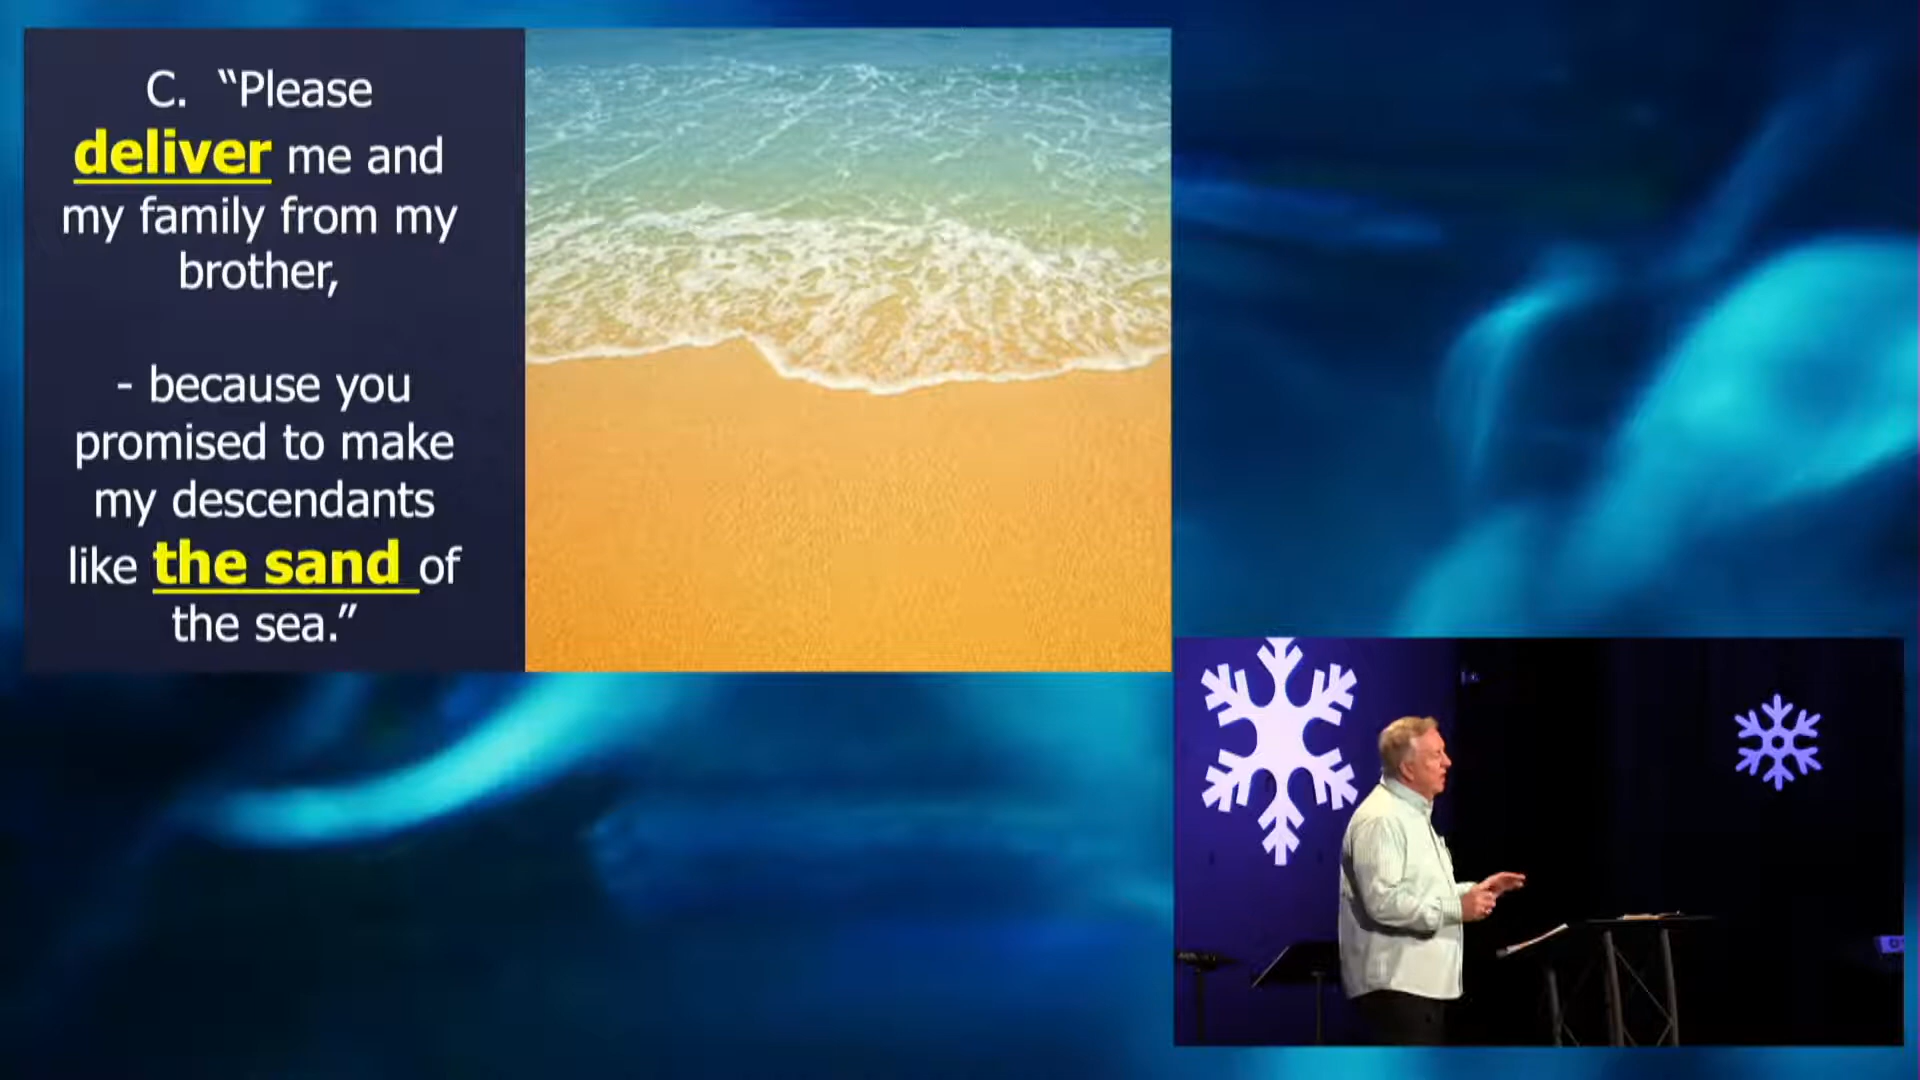 C. “Please
deliver me and
my family from my
brother,
- because you
promised to make
my descendants
like the sand of
the sea.”